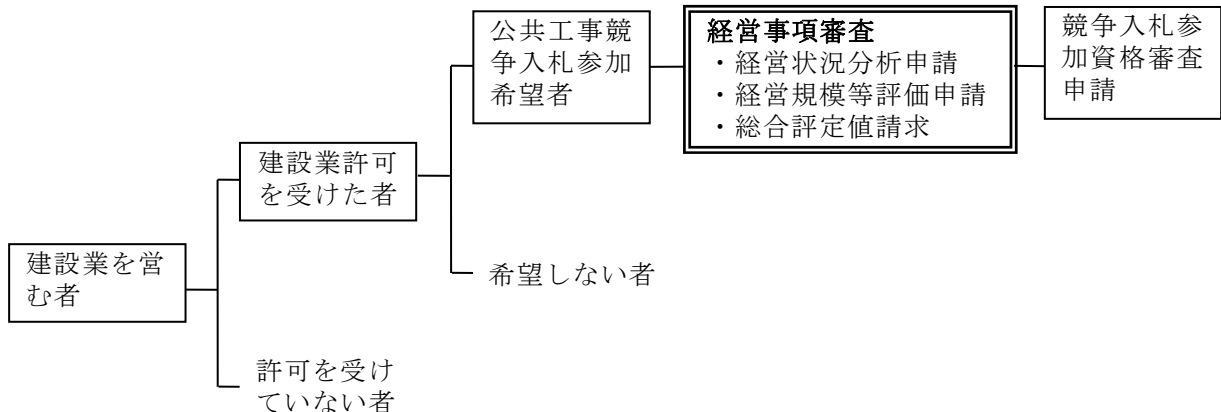 公共工事競
争入札参加
希望者
経営事項審査
・経営状況分析申請
・経営規模等評価申請
・総合評定値請求
競争入札参
加資格審査
申請
建設業許可
を受けた者
建設業を営
む者
希望しない者
許可を受け
ていない者